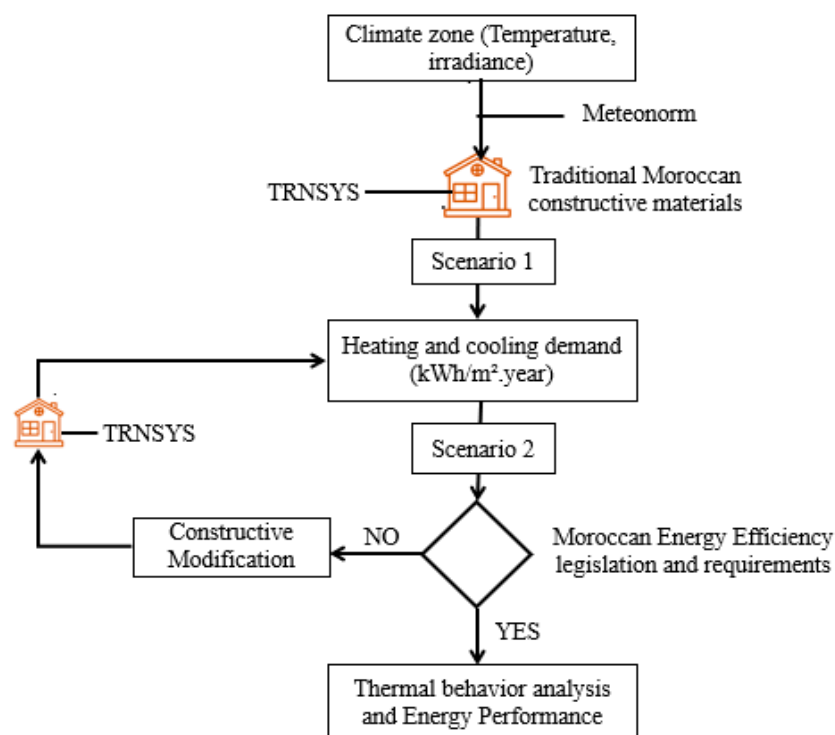 Climate zone (Temperature,
irradiance)
Meteonorm
TRNSYS
Traditional Moroccan
constructive materials
Scenario 1
Heating and cooling demand
(kWh/m².year)
TRNSYS
Scenario 2
Constructive
Modification
NO
Moroccan Energy Efficiency
legislation and requirements
YES
Thermal behavior analysis
and Energy Performance